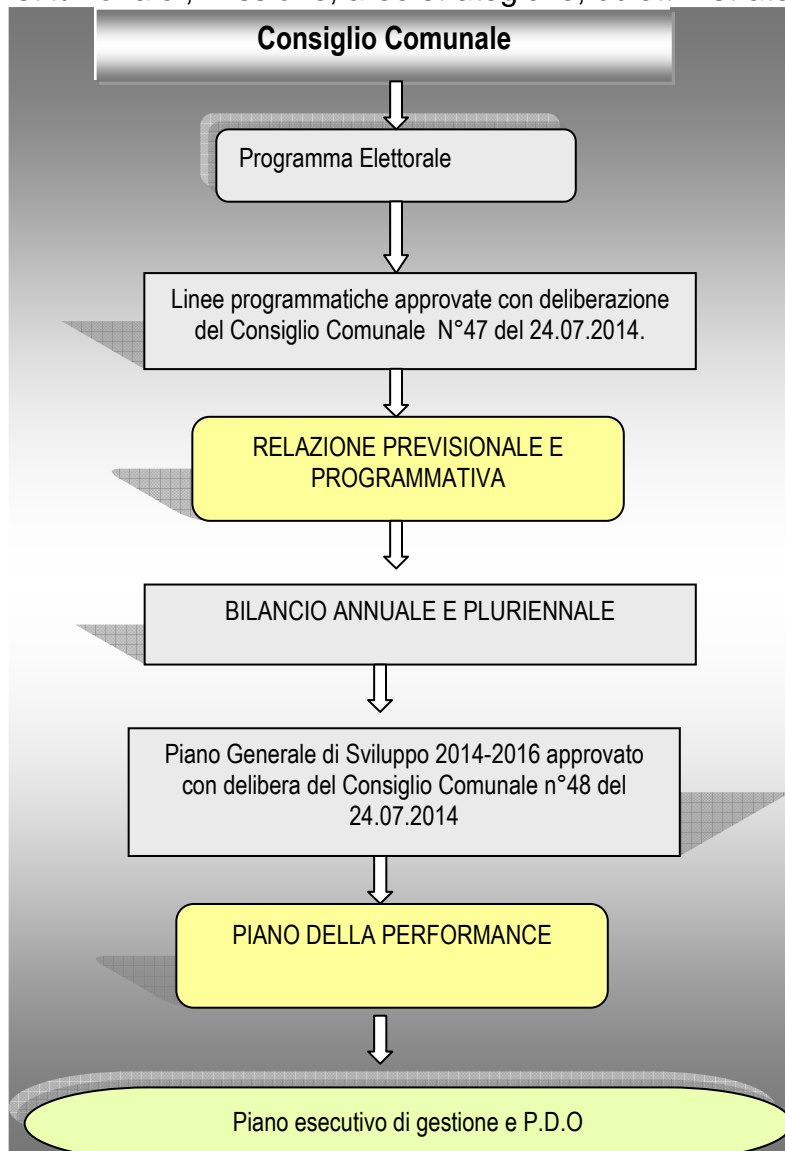 Consiglio Comunale
Programma Elettorale
Linee programmatiche approvate con deliberazione
del Consiglio Comunale N°47 del 24.07.2014.
RELAZIONE PREVISIONALE E
PROGRAMMATIVA
BILANCIO ANNUALE E PLURIENNALE
Piano Generale di Sviluppo 2014-2016 approvato
con delibera del Consiglio Comunale n°48 del
24.07.2014
PIANO DELLA PERFORMANCE
Piano esecutivo di gestione e P.D.O